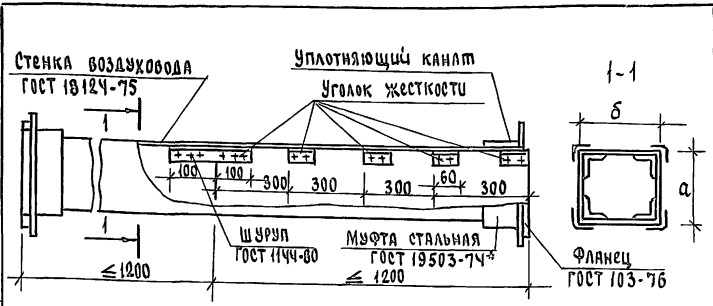 Стенка воздуховода
ГОСТ 18124-75
Уплотняющий канат
Уголок жесткости
1-1
1
б
а
100
100
300
300
300
60
300
1
Шуруп
ГОСТ 1144-80
Муфта стальная
ГОСТ 19503-74*
Фланец
ГОСТ 103-76
≤1200
≤ 1200